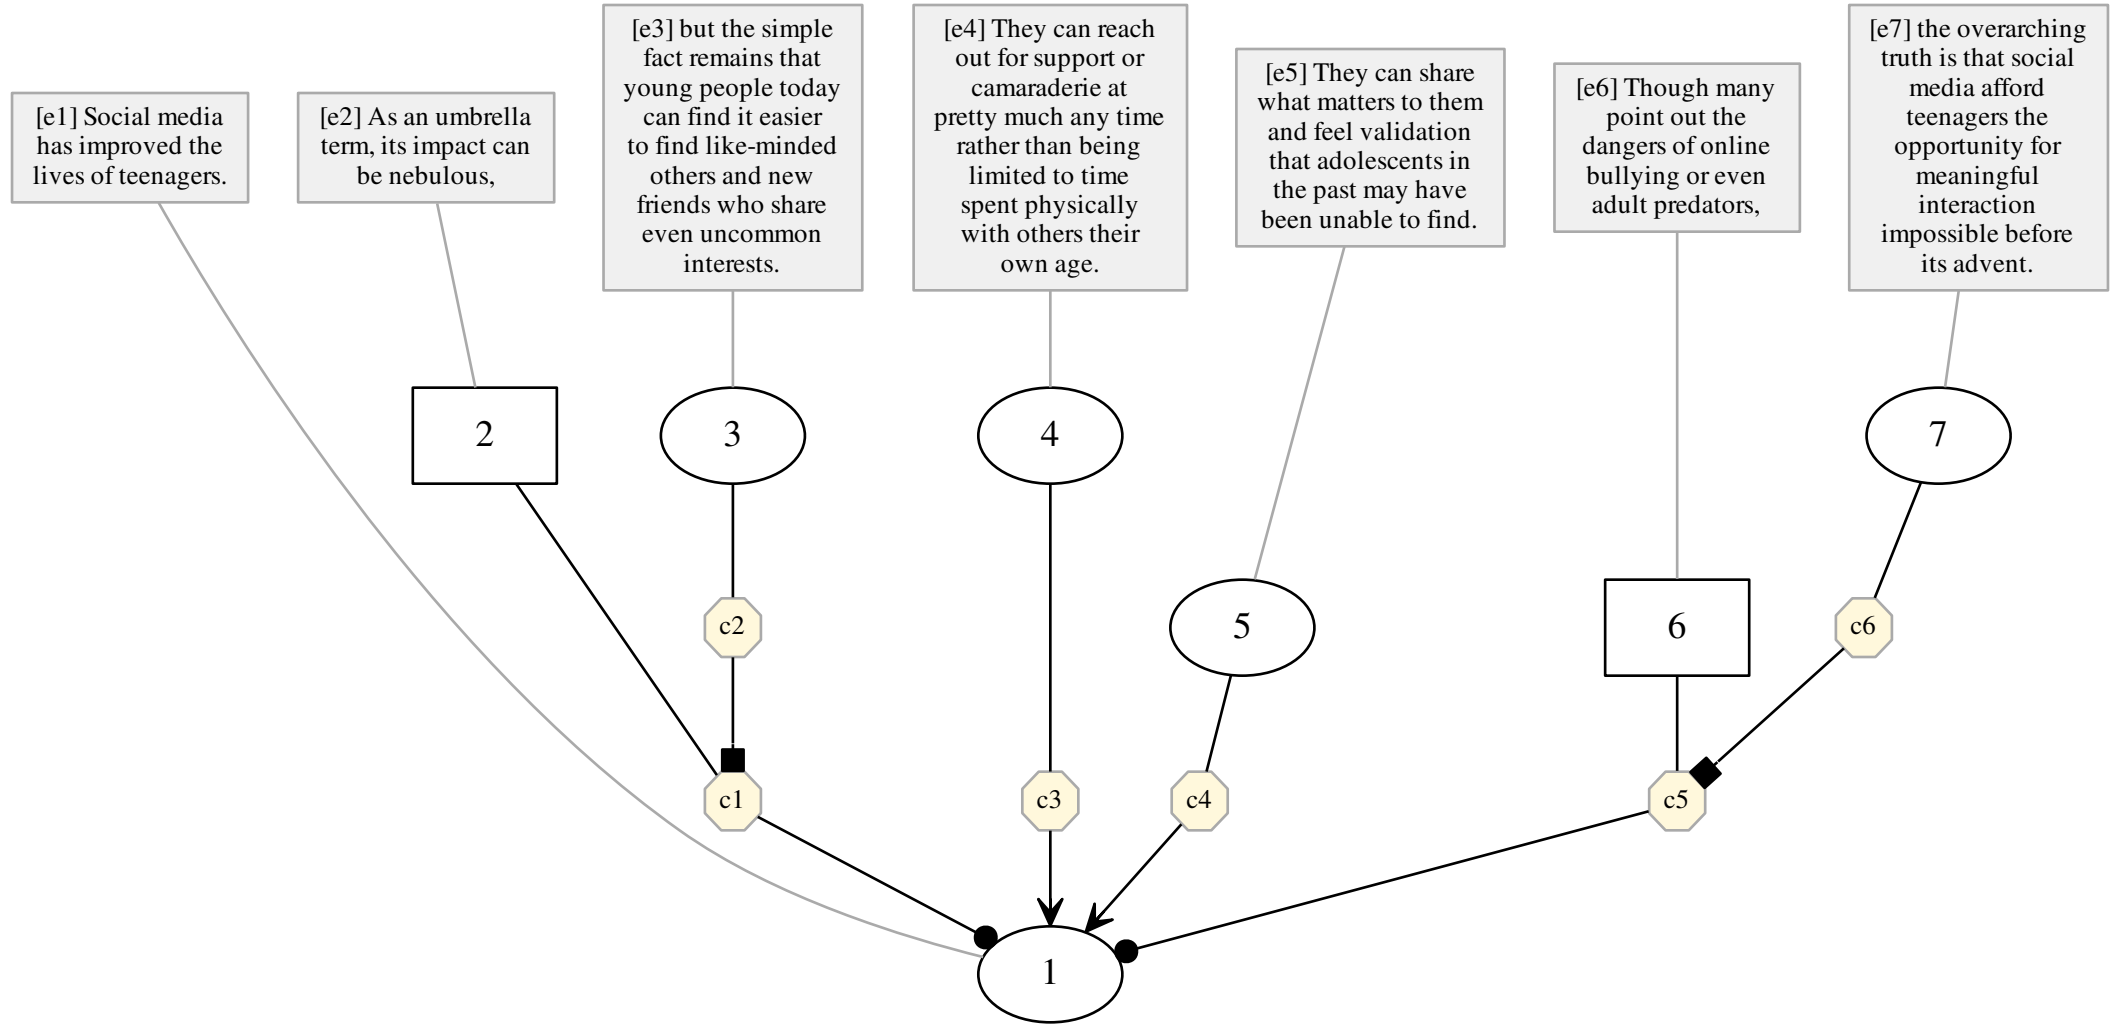 [e1] Social media
has improved the
lives of teenagers.
[e2] As an umbrella
term, its impact can
be nebulous,
[e3] but the simple
fact remains that
young people today
can find it easier
to find like-minded
others and new
friends who share
even uncommon
interests.
[e4] They can reach
out for support or
camaraderie at
pretty much any time
rather than being
limited to time
spent physically
with others their
own age.
[e5] They can share
what matters to them
and feel validation
that adolescents in
the past may have
been unable to find.
[e6] Though many
point out the
dangers of online
bullying or even
adult predators,
[e7] the overarching
truth is that social
media afford
teenagers the
opportunity for
meaningful
interaction
impossible before
its advent.
2
3
4
7
c2
5
6
c6
c1
c3
c4
c5
1